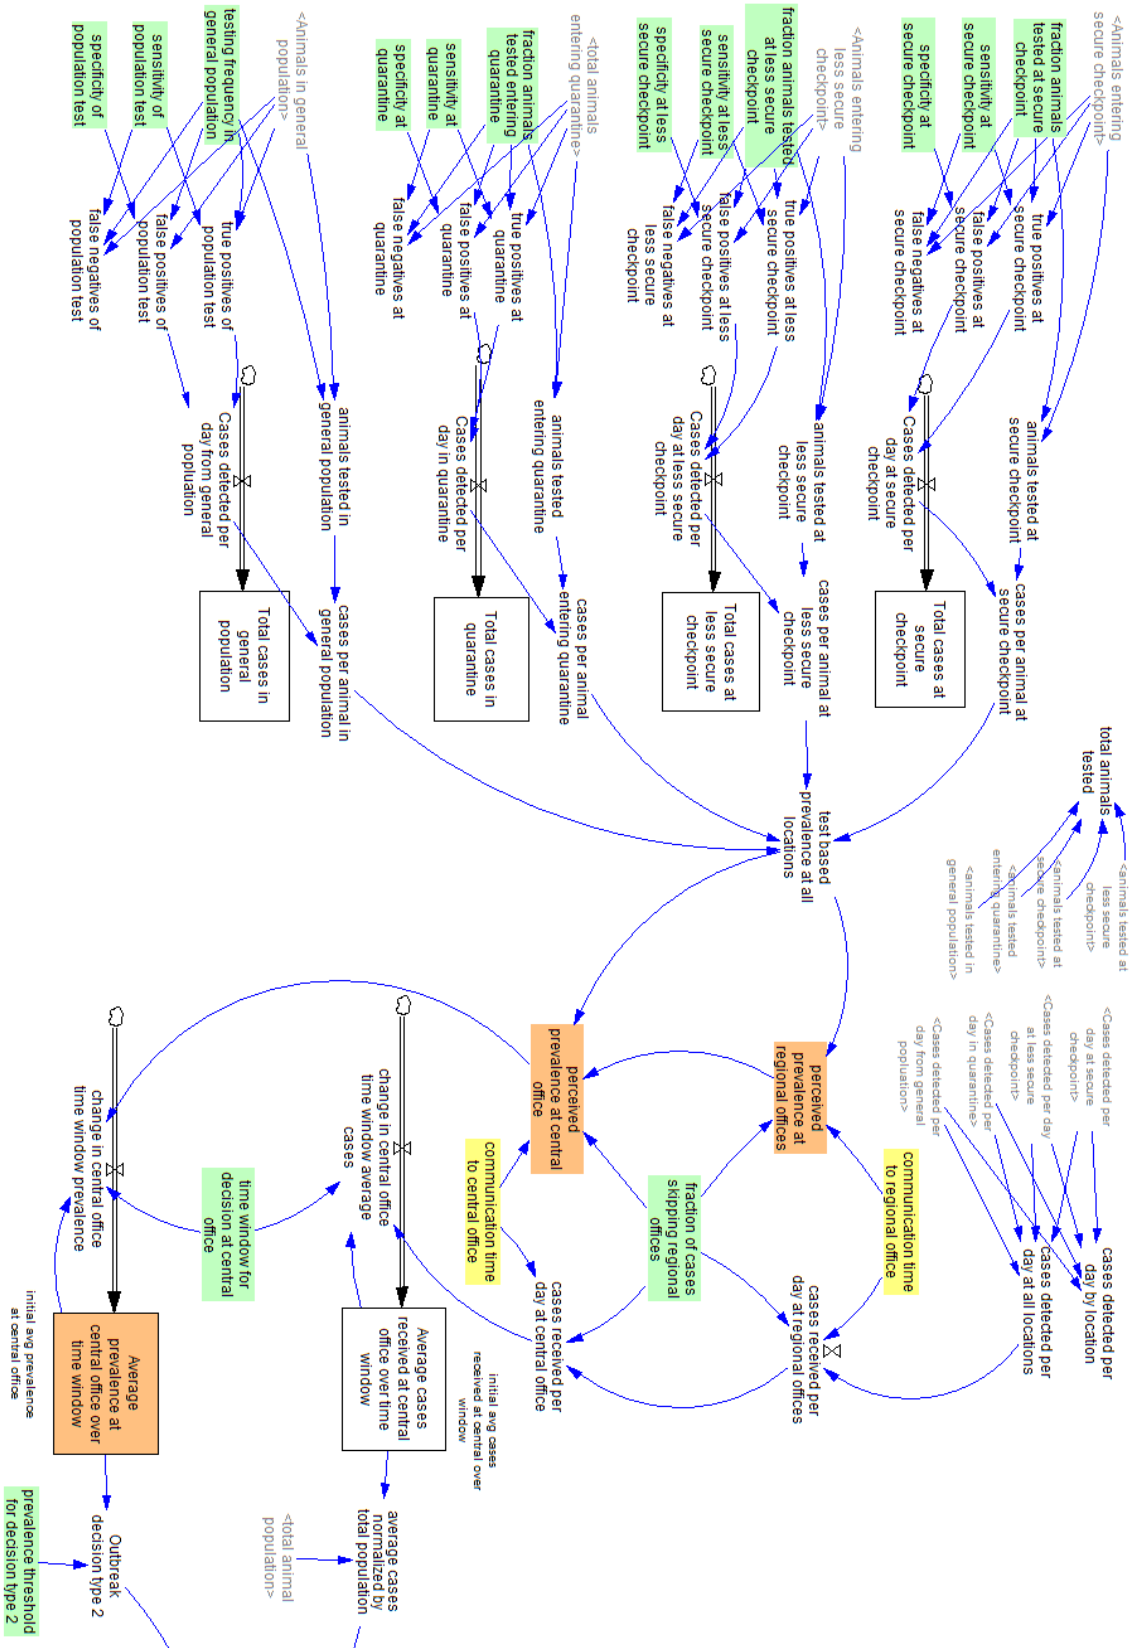 <Animals entering
secure checkpoint>
fraction animals
tested at secure
checkpoint
sensitivity at
secure checkpoint
specificity at
secure checkpoint
true positives at
secure checkpoint
false positives at
secure checkpoint
false negatives at
secure checkpoint
animals tested at
secure checkpoint
Cases detected per
day at secure
checkpoint
cases per animal at
secure checkpoint
Total cases at
secure
checkpoint
total animals
tested
<animals tested at
less secure
checkpoint>
<animals tested at
secure checkpoint>
<animals tested
entering quarantine>
<animals tested in
general population>
<Cases detected per
day at secure
checkpoint>
<Cases detected per day
at less secure
checkpoint>
<Cases detected per
day in quarantine>
<Cases detected per
day from general
popluation>
cases detected per
day by location
cases detected per
day at all locations
<Animals entering
less secure
checkpoint>
fraction animals tested
at less secure
checkpoint
sensitivity at less
secure checkpoint
specificity at less
secure checkpoint
true positives at less
secure checkpoint
false positives at less
secure checkpoint
false negatives at
less secure
checkpoint
animals tested at
less secure
checkpoint
Cases detected per
day at less secure
checkpoint
cases per animal at
less secure
checkpoint
Total cases at
less secure
checkpoint
test based
prevalence at all
locations
perceived
prevalence at
regional offices
communication time
to regional office
cases received per
day at regional offices
fraction of cases
skipping regional
offices
<total animals
entering quarantine>
fraction animals
tested entering
quarantine
sensitivity at
quarantine
specificity at
quarantine
true positives at
quarantine
false positives at
quarantine
false negatives at
quarantine
animals tested
entering quarantine
Cases detected per
day in quarantine
cases per animal
entering quarantine
Total cases in
quarantine
perceived
prevalence at central
office
communication time
to central office
cases received per
day at central office
initial avg cases
received at central over
window
change in central office
time window average
cases
Average cases
received at central
office over time
window
average cases
normalized by
total population
<total animal
population>
<Animals in general
population>
testing frequency in
general population
sensitivity of
population test
specificity of
population test
true positives of
population test
false positives of
population test
false negatives of
population test
animals tested in
general population
Cases detected per
day from general
popluation
cases per animal in
general population
Total cases in
general
population
time window for
decision at central
office
change in central office
time window prevalence
Average
prevalence at
central office over
time window
initial avg prevalence
at central office
Outbreak
decision type 2
prevalence threshold
for decision type 2